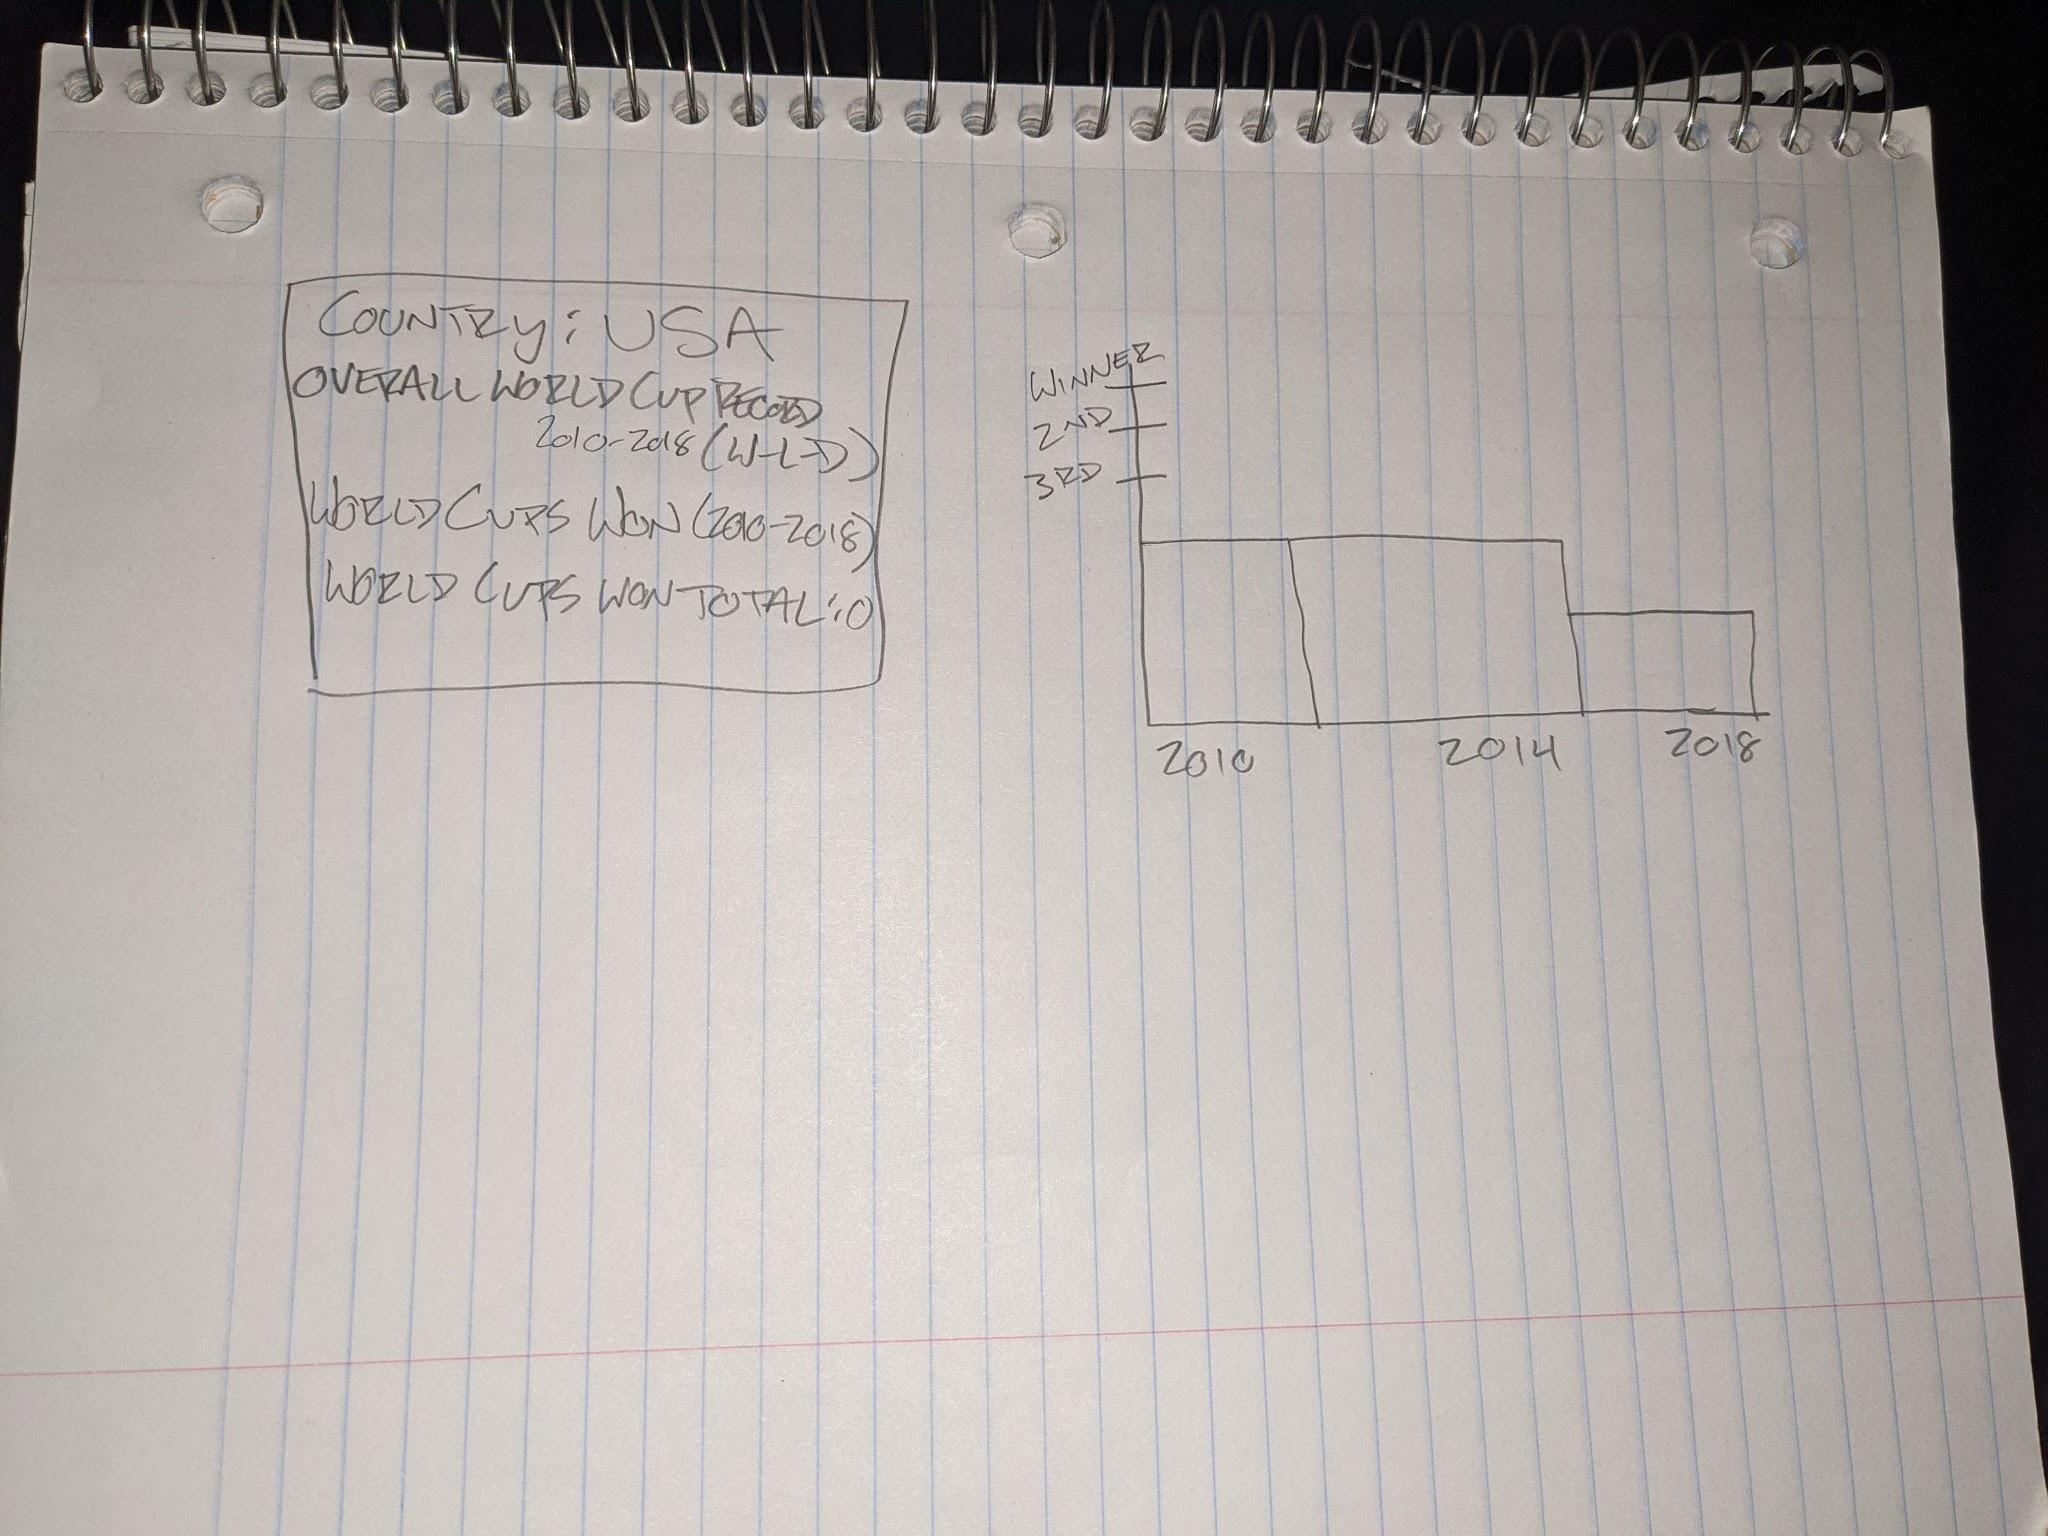 COUNTRY: USA
OVERALL WORLD CUP RECORD
2010-2018 (W-L-D)
WORLD CUPS WON (2010-2018)
WORLD CUPS WON TOTAL: 0
WINNER
2ND
3RD
2010 2014 2018